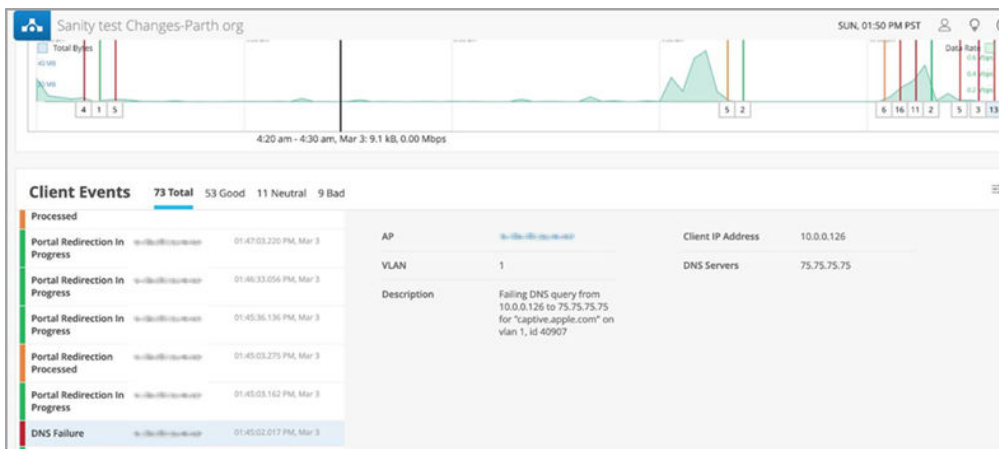 Sanity test Changes-Parth org
SUN, 01:50 PM PST
Total Bytes
Data Rate
4 1 5
5 2
6 16 11 2 5 3 13
4:20 am - 4:30 am, Mar 3: 9.1 kB, 0.00 Mbps
Client Events 73 Total 53 Good 11 Neutral 9 Bad
Processed
Portal Redirection In
Progress
01:47:03.220 PM, Mar 3
Portal Redirection In
Progress
01:46:33.056 PM, Mar 3
Portal Redirection In
Progress
01:45:36.136 PM, Mar 3
Portal Redirection
Processed
01:45:03.275 PM, Mar 3
Portal Redirection In
Progress
01:45:03.162 PM, Mar 3
DNS Failure
01:45:02.017 PM, Mar 3
AP
VLAN 1
Description
Failing DNS query from
10.0.0.126 to 75.75.75.75
for "captive.apple.com" on
vlan 1, id 40907
Client IP Address 10.0.0.126
DNS Servers 75.75.75.75